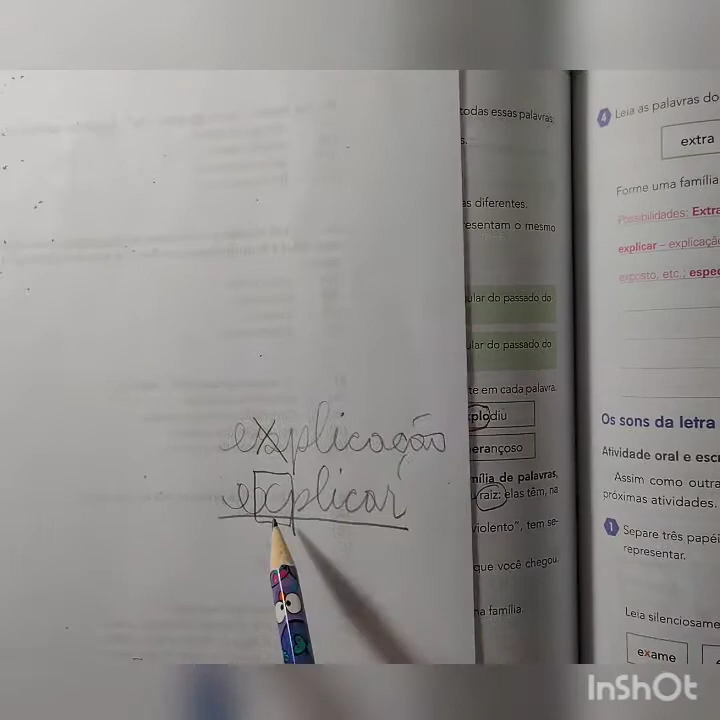 explicação
explicar
todas essas palavras
s.
as diferentes.
resentam o mesmo
ular do passado do
ular do passado do
te em cada palavra.
plodiu
erançoso
mília de palavras,
raiz: elas têm, na
violento", tem se-
que você chegou.
na família.
4 Leia as palavras do
extra
Forme uma família
Possibilidades: Extra
explicar – explicação
exposto, etc.; espec
Os sons da letra
Atividade oral e escr
Assim como outra
próximas atividades.
1 Separe três papéi
representar.
Leia silenciosame
exame
InShOt